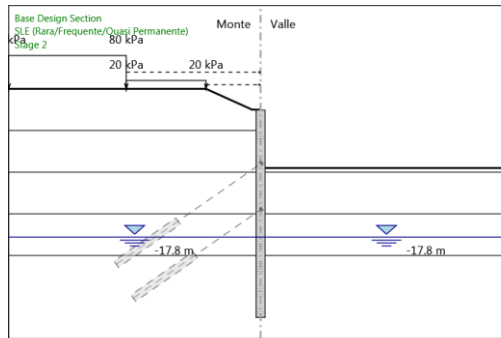 Base Design Section
SLE (Rara/Frequente/Quasi Permanente)
Stage 2
Monte Valle
kPa 80 kPa
20 kPa 20 kPa
-17.8 m -17.8 m